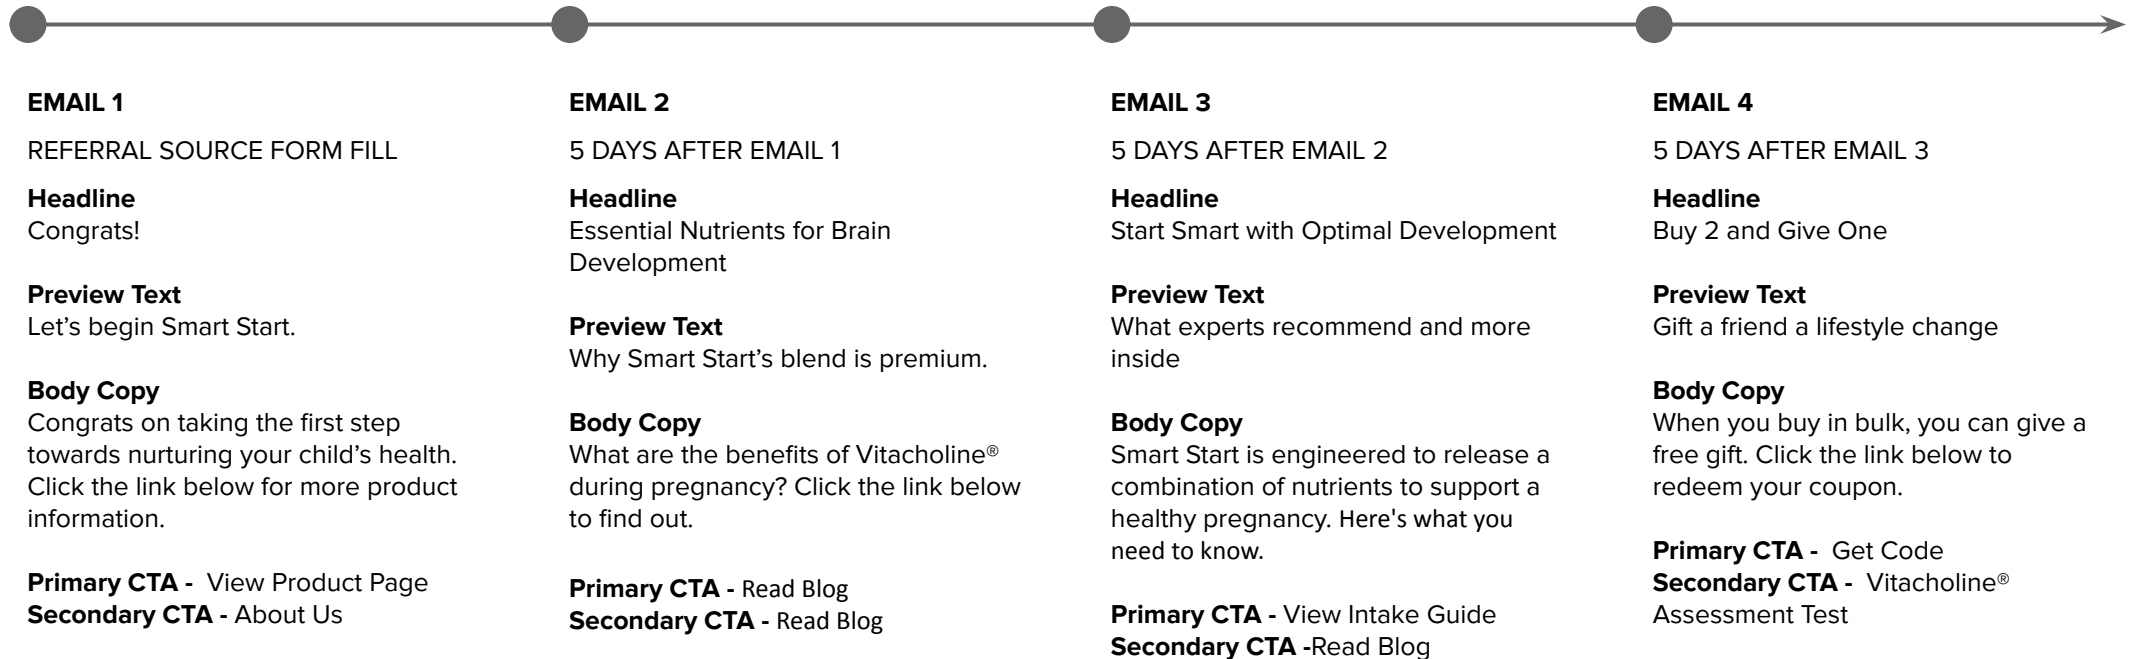 EMAIL 1
REFERRAL SOURCE FORM FILL
Headline
Congrats!
Preview Text
Let’s begin Smart Start.
Body Copy
Congrats on taking the first step
towards nurturing your child’s health.
Click the link below for more product
information.
Primary CTA - View Product Page
Secondary CTA - About Us
EMAIL 2
5 DAYS AFTER EMAIL 1
Headline
Essential Nutrients for Brain
Development
Preview Text
Why Smart Start’s blend is premium.
Body Copy
What are the benefits of Vitacholine®
during pregnancy? Click the link below
to find out.
Primary CTA - Read Blog
Secondary CTA - Read Blog
EMAIL 3
5 DAYS AFTER EMAIL 2
Headline
Start Smart with Optimal Development
Preview Text
What experts recommend and more
inside
Body Copy
Smart Start is engineered to release a
combination of nutrients to support a
healthy pregnancy. Here's what you
need to know.
Primary CTA - View Intake Guide
Secondary CTA -Read Blog
EMAIL 4
5 DAYS AFTER EMAIL 3
Headline
Buy 2 and Give One
Preview Text
Gift a friend a lifestyle change
Body Copy
When you buy in bulk, you can give a
free gift. Click the link below to
redeem your coupon.
Primary CTA - Get Code
Secondary CTA - Vitacholine®
Assessment Test